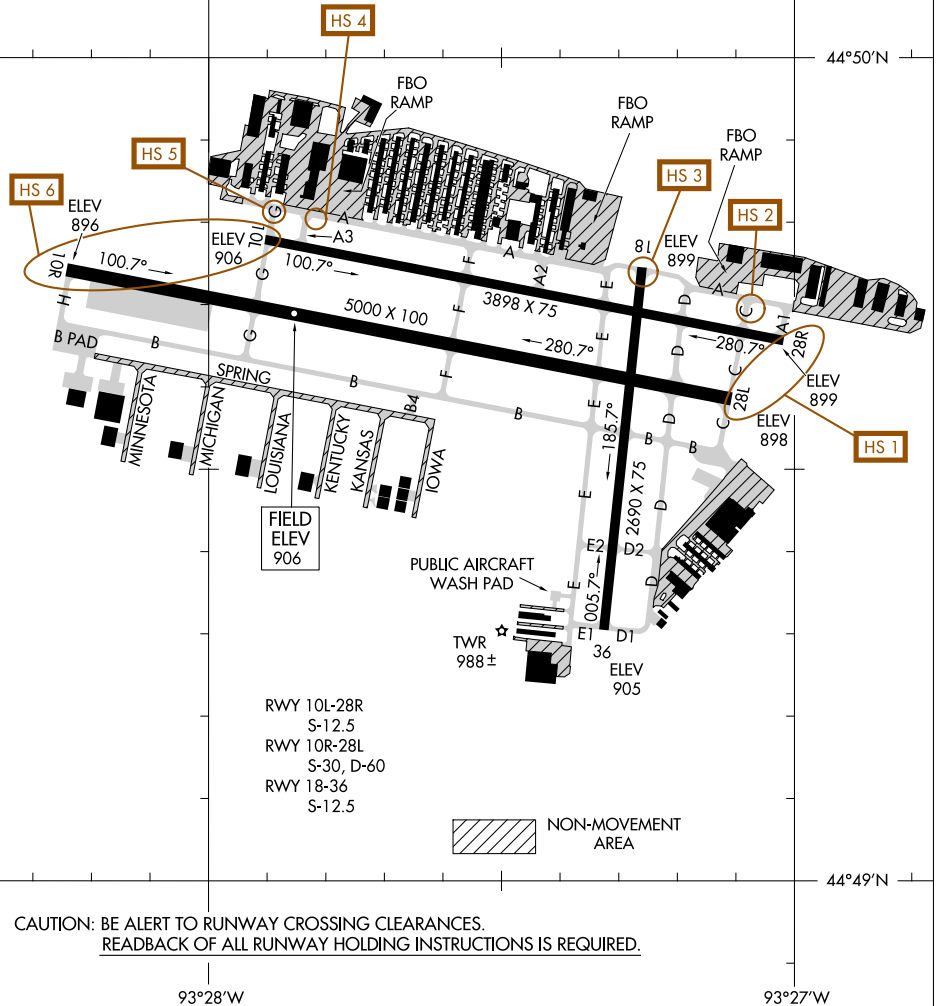 HS 4
44°50'N
FBO
RAMP
FBO
RAMP
FBO
RAMP
HS 5
HS 3
HS 6
HS 2
ELEV
896
G
A
A3
10L
ELEV
906
18
ELEV
899
A
100.7°
10R
100.7°
G
F
A
A2
E
D
C
A1
H
5000 X 100
3898 X 75
280.7°
280.7°
28R
G
F
E
D
C
ELEV
899
B PAD
B
SPRING
B
F
B4
B
E
D
C
28L
ELEV
898
B
B
HS 1
MINNESOTA
MICHIGAN
LOUISIANA
KENTUCKY
KANSAS
IOWA
185.7°
2690 X 75
E
D
FIELD
ELEV
906
E2
D2
PUBLIC AIRCRAFT
WASH PAD
E
005.7°
D
TWR
988±
E1
D1
36
ELEV
905
RWY 10L-28R
S-12.5
RWY 10R-28L
S-30, D-60
RWY 18-36
S-12.5
NON-MOVEMENT
AREA
44°49'N
CAUTION: BE ALERT TO RUNWAY CROSSING CLEARANCES.
READBACK OF ALL RUNWAY HOLDING INSTRUCTIONS IS REQUIRED.
93°28'W
93°27'W